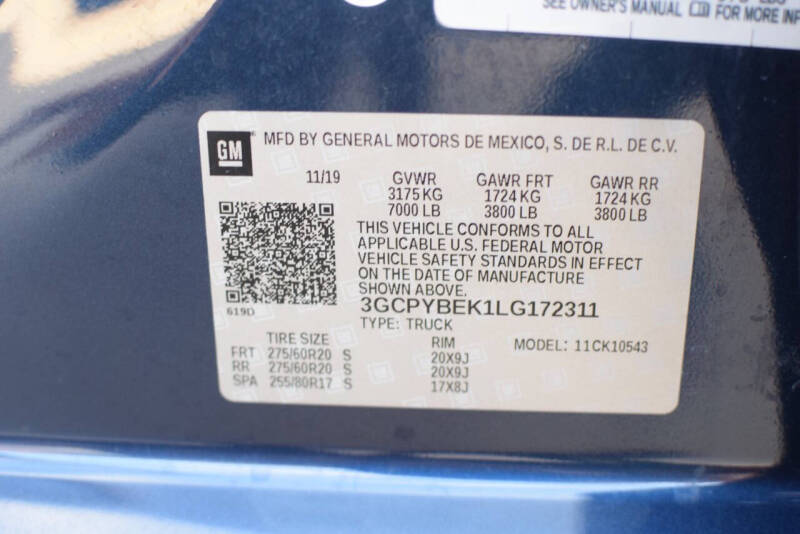 SEE OWNER'S MANUAL FOR MORE INF
GM MFD BY GENERAL MOTORS DE MEXICO, S. DE R.L. DE C.V.
11/19 GVWR GAWR FRT GAWR RR
3175 KG 1724 KG 1724 KG
7000 LB 3800 LB 3800 LB
THIS VEHICLE CONFORMS TO ALL
APPLICABLE U.S. FEDERAL MOTOR
VEHICLE SAFETY STANDARDS IN EFFECT
ON THE DATE OF MANUFACTURE
SHOWN ABOVE.
619D
3GCPYBEK1LG172311
TYPE: TRUCK
TIRE SIZE RIM MODEL: 11CK10543
FRT 275/60R20 S 20X9J
RR 275/60R20 S 20X9J
SPA 255/80R17 S 17X8J